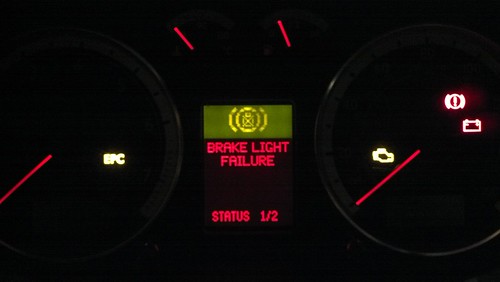 EPC
BRAKE LIGHT
FAILURE
STATUS 1/2